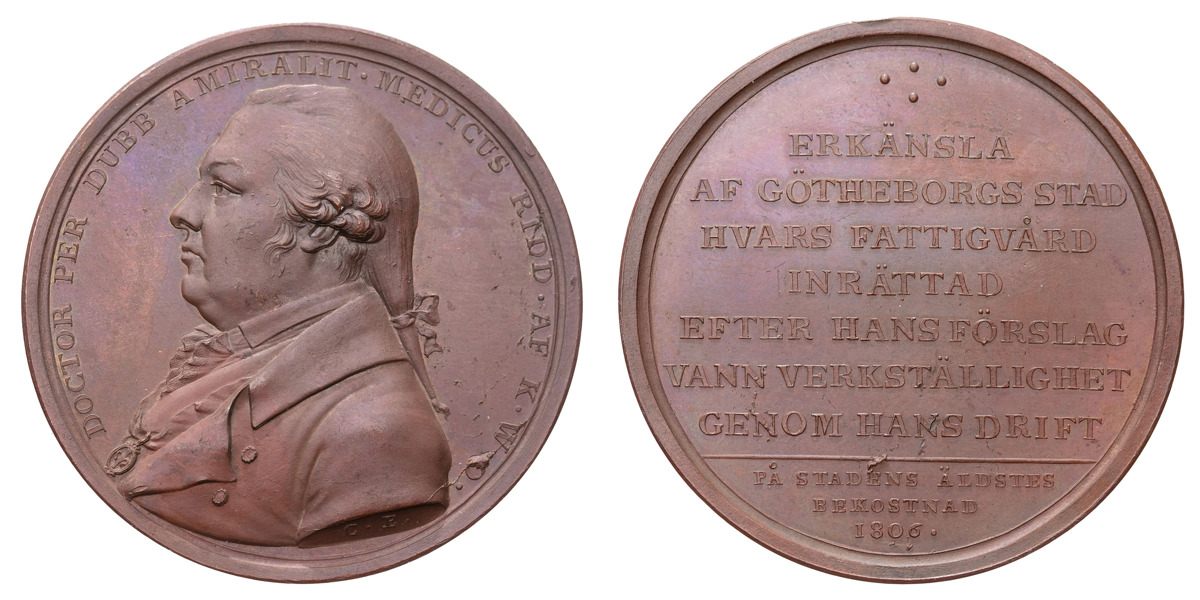 DOCTOR PER DUBB AMIRALIT· MEDICUS RIDD· AF K· W· O·
C. E.
ERKÄNSLA
AF GÖTHEBORGS STAD
HVARS FATTIGVÅRD
INRÄTTAD
EFTER HANS FÖRSLAG
VANN VERKSTÄLLIGHET
GENOM HANS DRIFT
PÅ STADENS ÄLDSTES
BEKOSTNAD
1806.